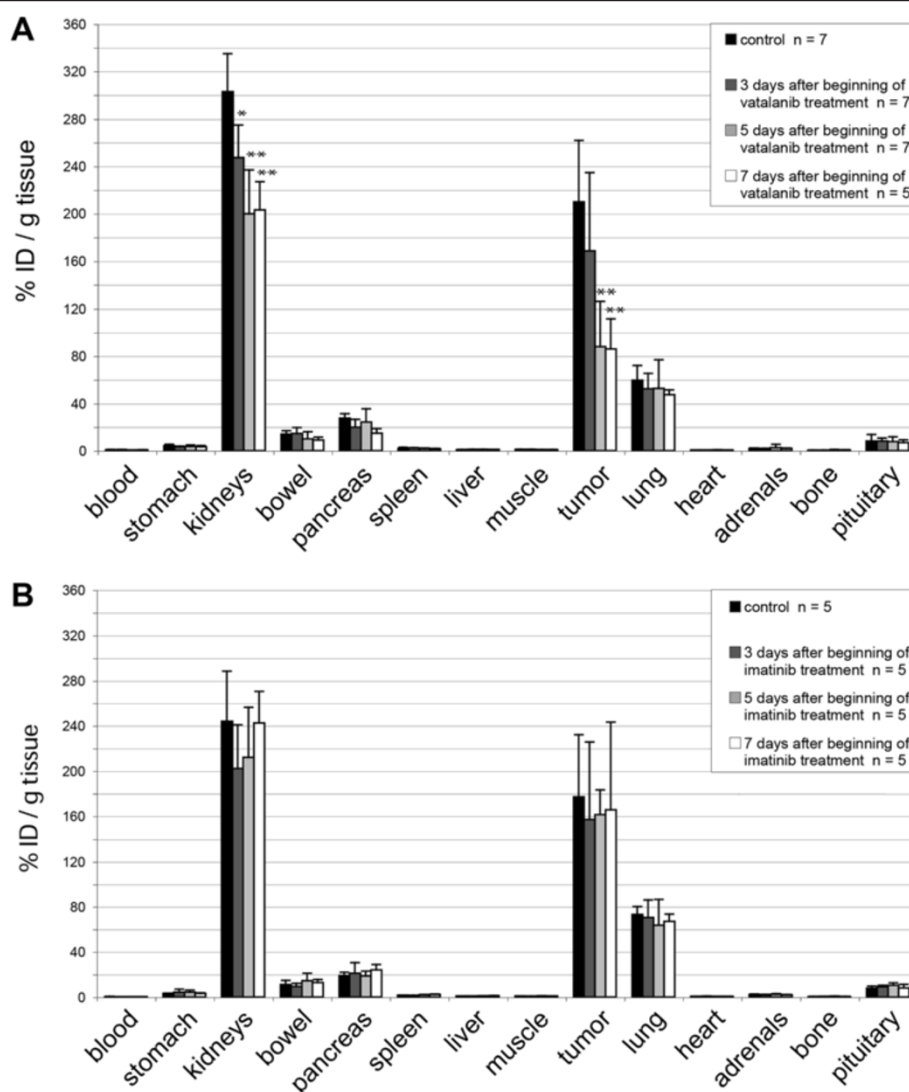 A
360
320
280
240
200
160
120
80
40
0
% ID / g tissue
control n = 7
3 days after beginning of
vatalanib treatment n = 7
5 days after beginning of
vatalanib treatment n = 7
7 days after beginning of
vatalanib treatment n = 5
*
**
**
**
**
blood
stomach
kidneys
bowel
pancreas
spleen
liver
muscle
tumor
lung
heart
adrenals
bone
pituitary
B
360
320
280
240
200
160
120
80
40
0
% ID / g tissue
control n = 5
3 days after beginning of
imatinib treatment n = 5
5 days after beginning of
imatinib treatment n = 5
7 days after beginning of
imatinib treatment n = 5
blood
stomach
kidneys
bowel
pancreas
spleen
liver
muscle
tumor
lung
heart
adrenals
bone
pituitary